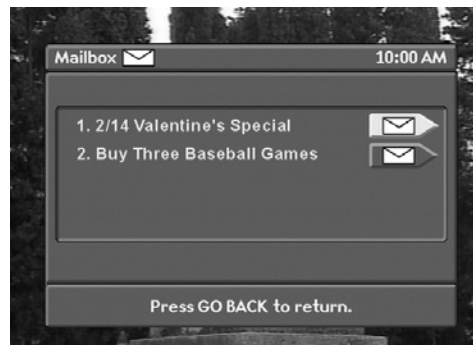 Mailbox 10:00 AM
1. 2/14 Valentine's Special
2. Buy Three Baseball Games
Press GO BACK to return.